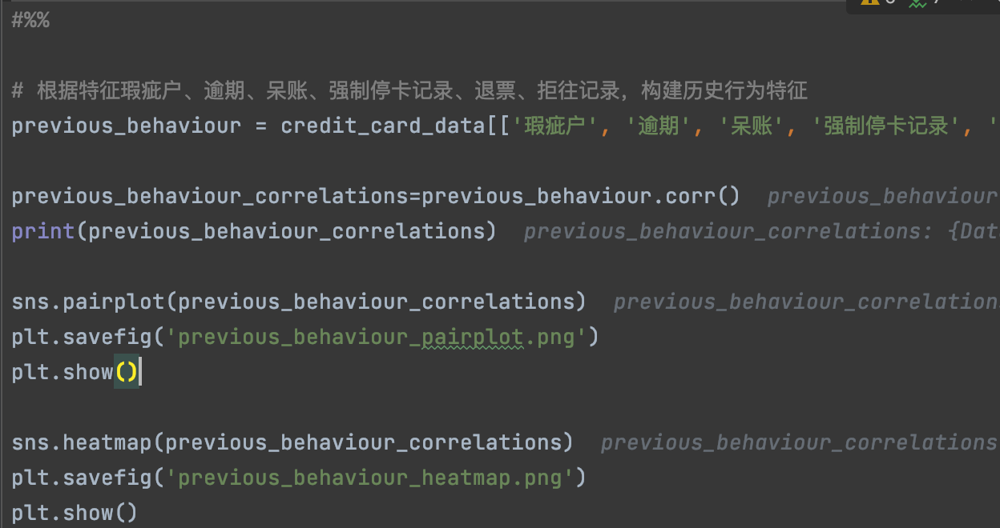 #%%
# 根据特征瑕疵户、逾期、呆账、强制停卡记录、退票、拒往记录，构建历史行为特征
previous_behaviour = credit_card_data[['瑕疵户', '逾期', '呆账', '强制停卡记录', '
previous_behaviour_correlations=previous_behaviour.corr() previous_behaviour
print(previous_behaviour_correlations) previous_behaviour_correlations: {Dat
sns.pairplot(previous_behaviour_correlations) previous_behaviour_correlation
plt.savefig('previous_behaviour_pairplot.png')
plt.show()
sns.heatmap(previous_behaviour_correlations) previous_behaviour_correlations
plt.savefig('previous_behaviour_heatmap.png')
plt.show()